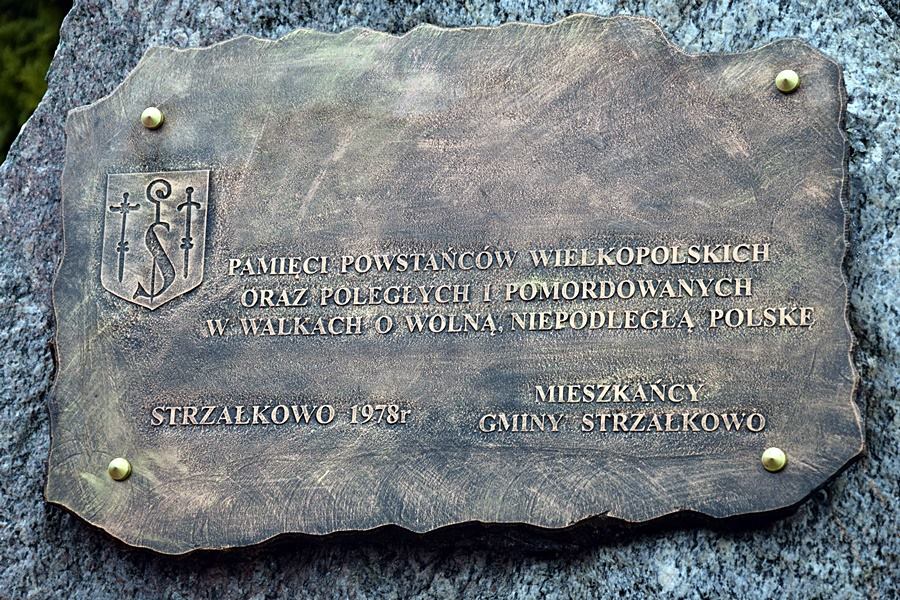 PAMIĘCI POWSTAŃCÓW WIELKOPOLSKICH
ORAZ POLEGŁYCH I POMORDOWANYCH
W WALKACH O WOLNĄ, NIEPODLEGŁĄ POLSKĘ
STRZAŁKOWO 1978r
MIESZKAŃCY
GMINY STRZAŁKOWO